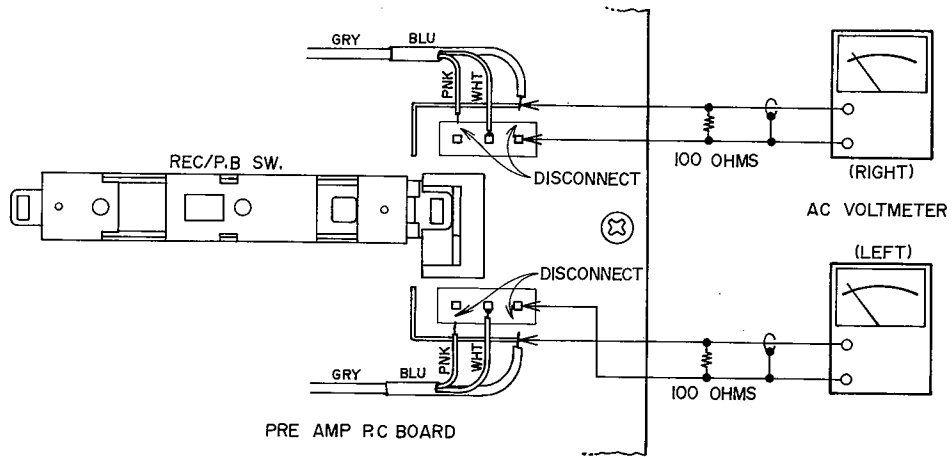 GRY
BLU
PNK
WHT
REC/P.B SW.
DISCONNECT
100 OHMS
(RIGHT)
AC VOLTMETER
(LEFT)
DISCONNECT
PNK
WHT
GRY
BLU
100 OHMS
PRE AMP P.C BOARD